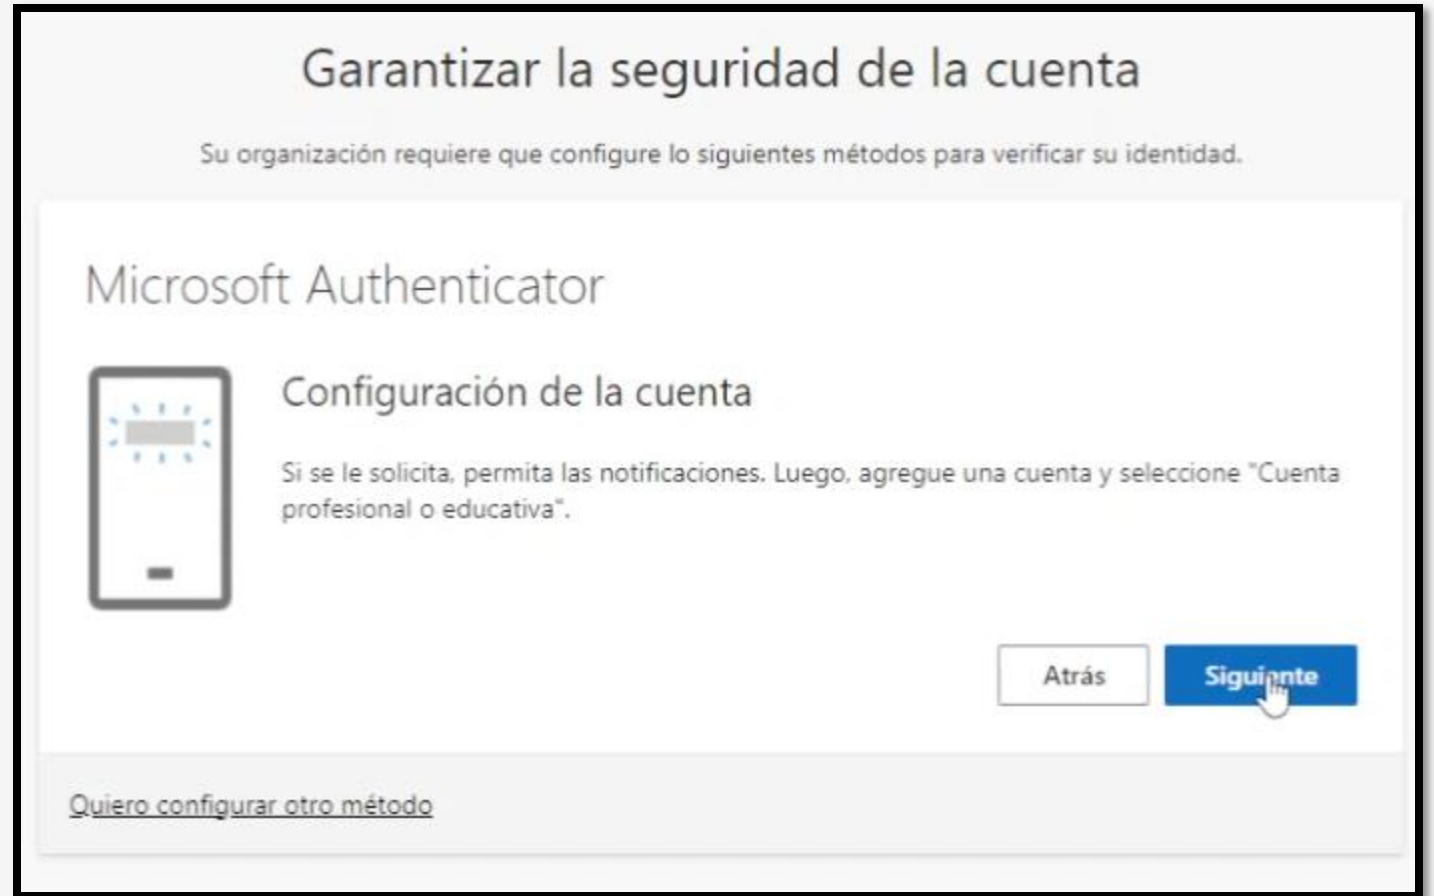 Garantizar la seguridad de la cuenta
Su organización requiere que configure lo siguientes métodos para verificar su identidad.
Microsoft Authenticator
Configuración de la cuenta
Si se le solicita, permita las notificaciones. Luego, agregue una cuenta y seleccione "Cuenta
profesional o educativa".
Atrás
Siguiente
Quiero configurar otro método